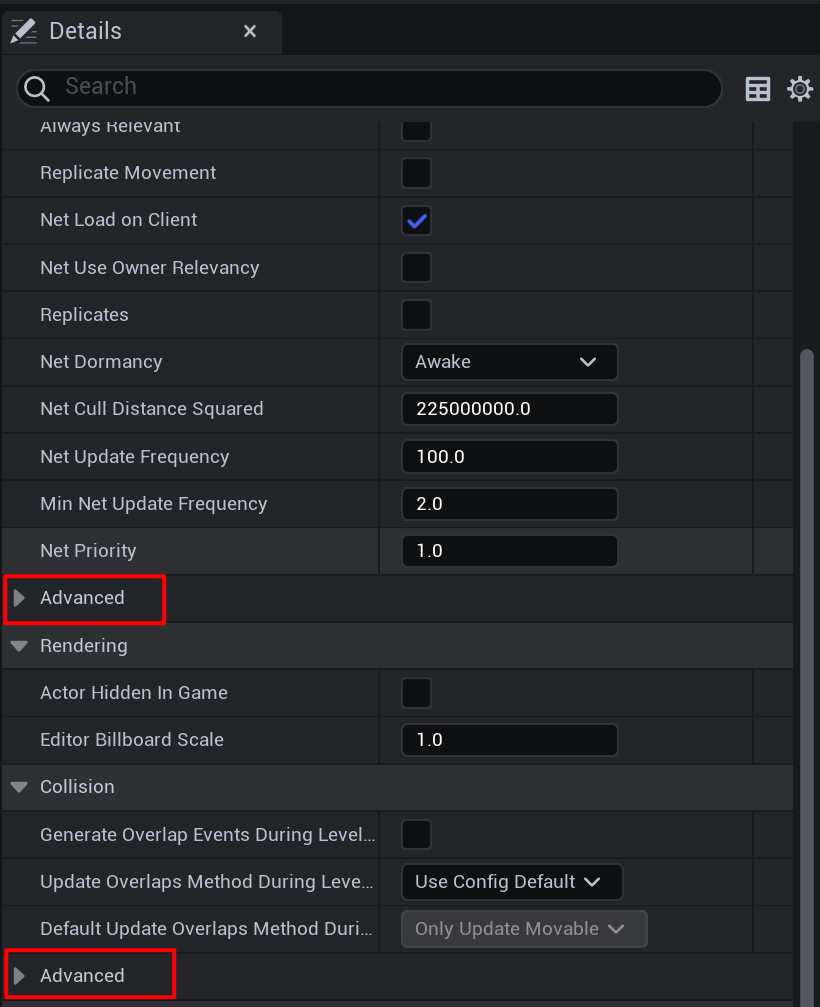 Details
Search
Always Relevant
Replicate Movement
Net Load on Client
Net Use Owner Relevancy
Replicates
Net Dormancy Awake
Net Cull Distance Squared 225000000.0
Net Update Frequency 100.0
Min Net Update Frequency 2.0
Net Priority 1.0
Advanced
Rendering
Actor Hidden In Game
Editor Billboard Scale 1.0
Collision
Generate Overlap Events During Level...
Update Overlaps Method During Leve... Use Config Default
Default Update Overlaps Method Duri... Only Update Movable
Advanced